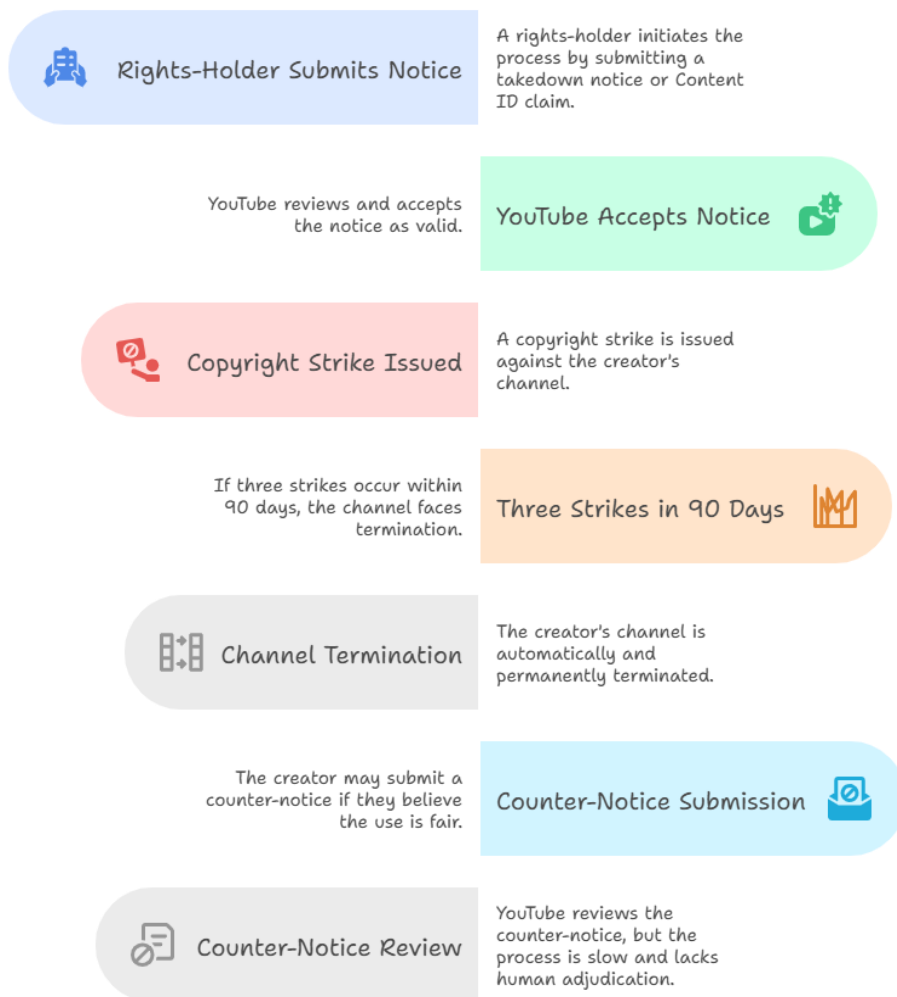 Rights-Holder Submits Notice
A rights-holder initiates the
process by submitting a
takedown notice or Content
ID claim.
YouTube reviews and accepts
the notice as valid.
YouTube Accepts Notice
Copyright Strike Issued
A copyright strike is issued
against the creator's
channel.
If three strikes occur within
90 days, the channel faces
termination.
Three Strikes in 90 Days
Channel Termination
The creator's channel is
automatically and
permanently terminated.
The creator may submit a
counter-notice if they believe
the use is fair.
Counter-Notice Submission
Counter-Notice Review
YouTube reviews the
counter-notice, but the
process is slow and lacks
human adjudication.